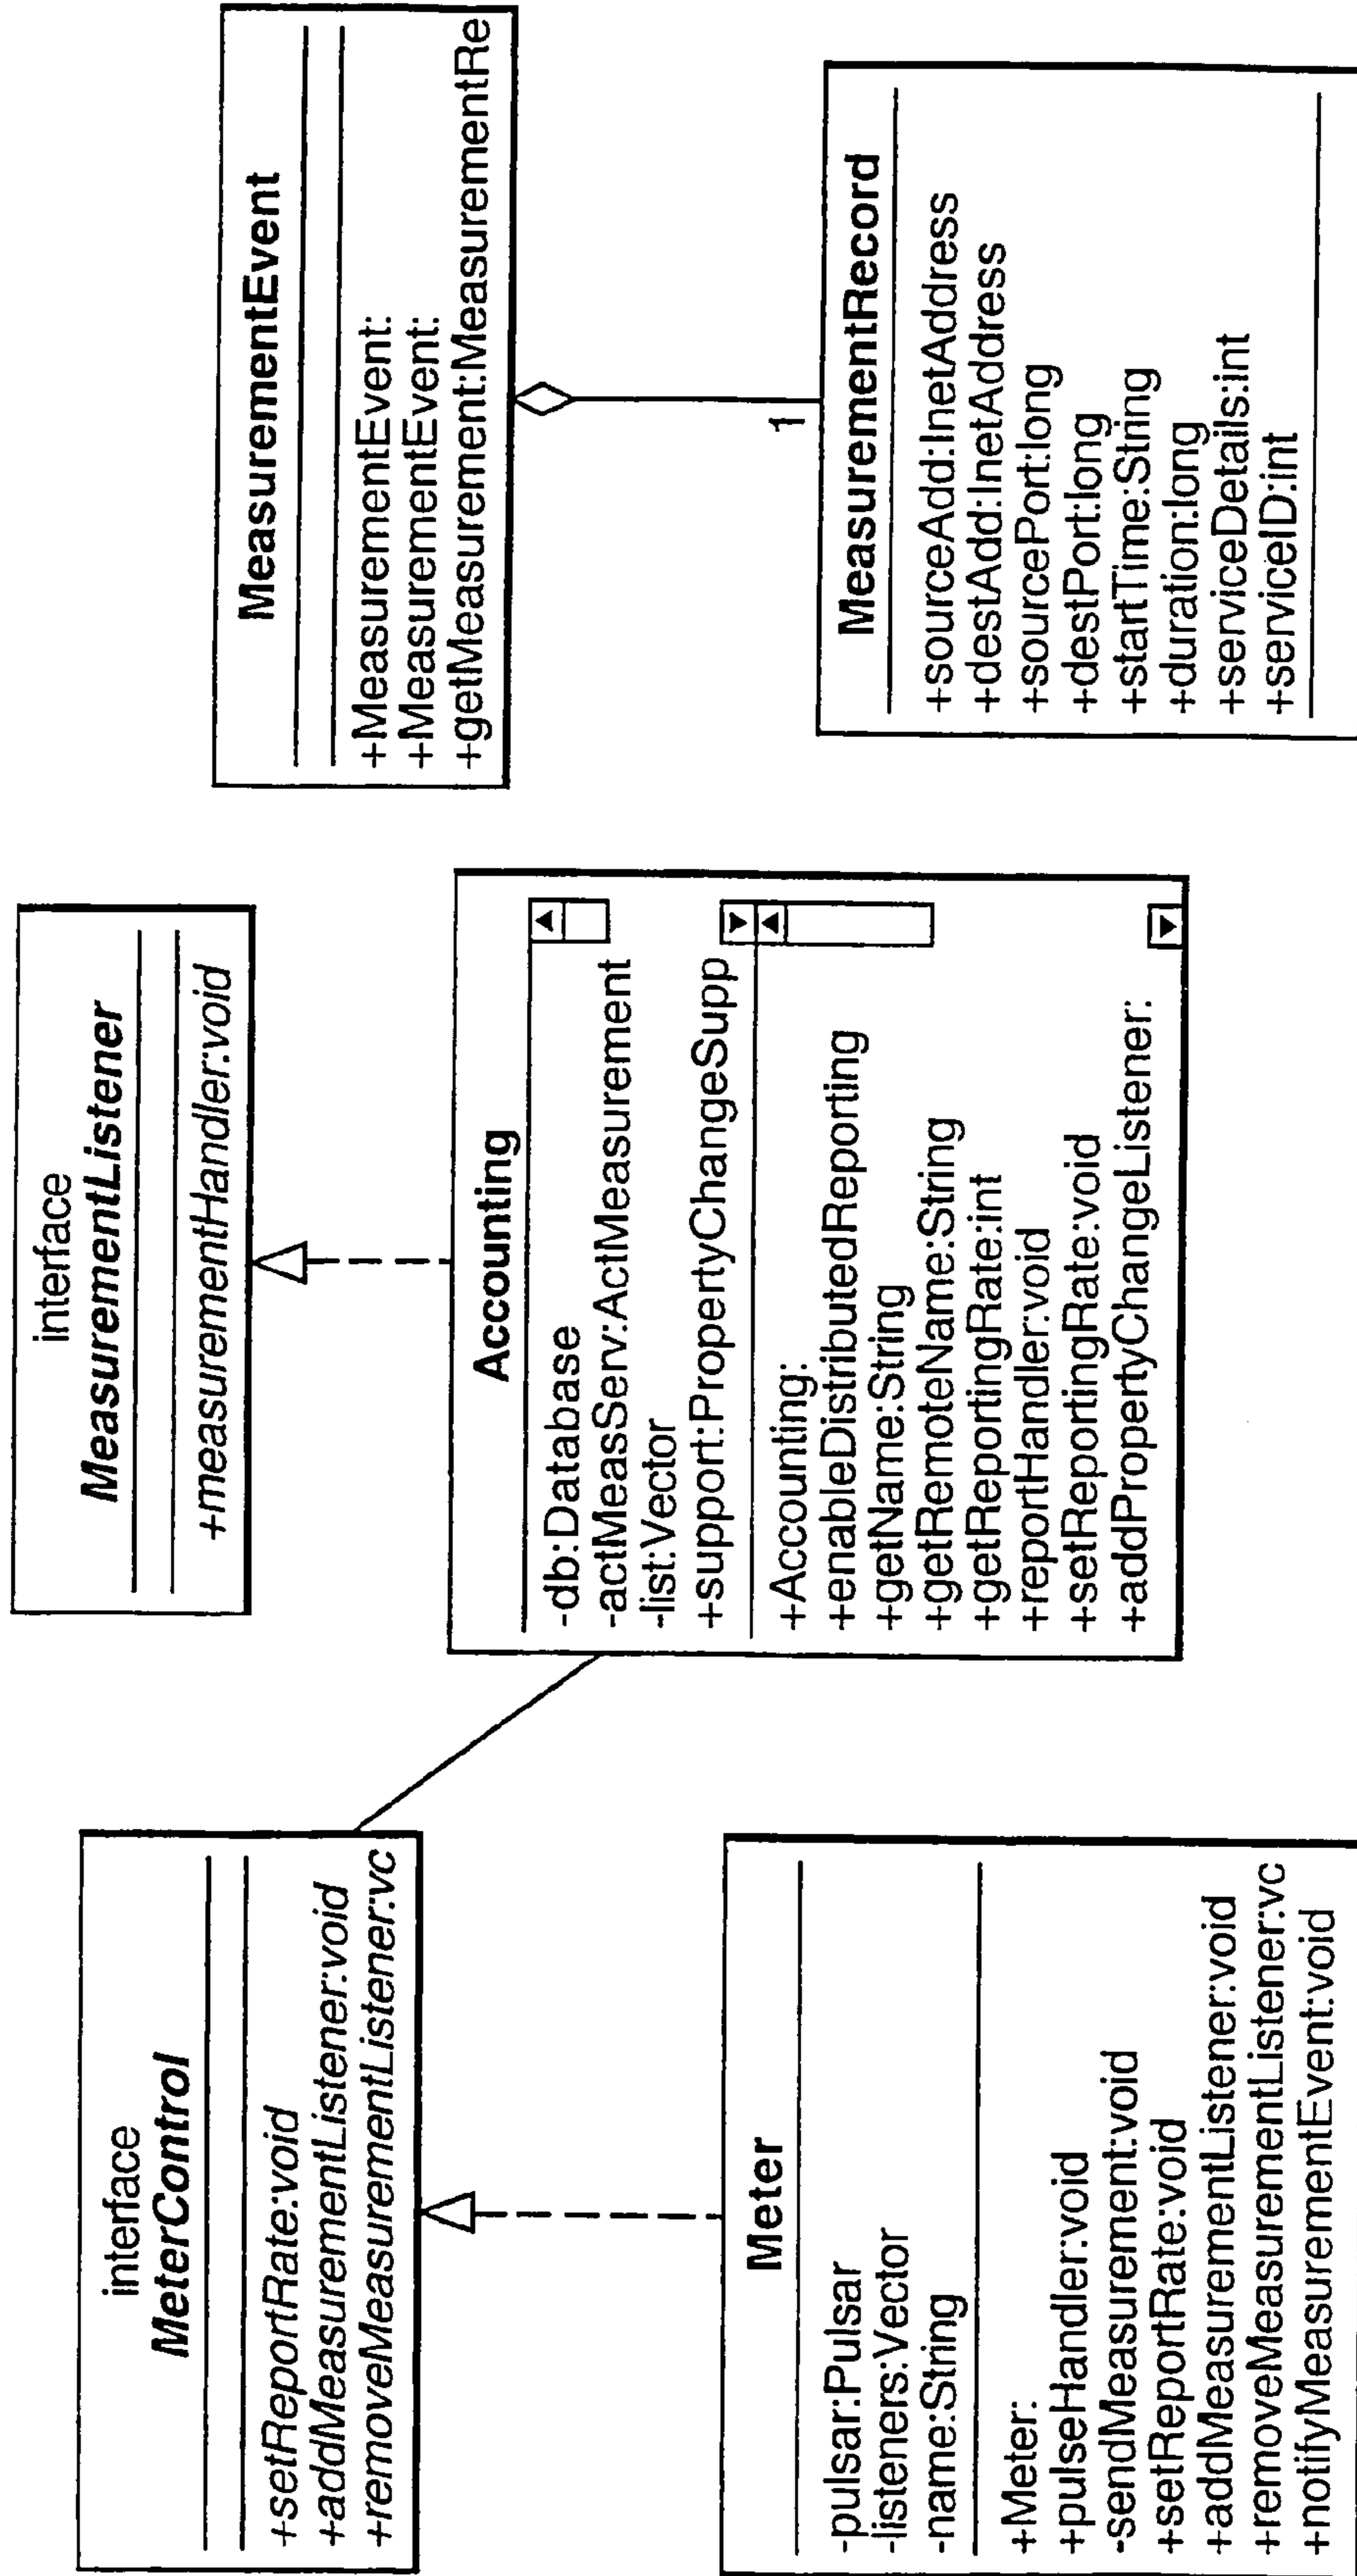 interface
MeterControl
+setReportRate:void
+addMeasurementListener:void
+removeMeasurementListener:vc
Meter
-pulsar:Pulsar
-listeners:Vector
-name:String
+Meter:
+pulseHandler:void
-sendMeasurement:void
+setReportRate:void
+addMeasurementListener:void
+removeMeasurementListener:vc
+notifyMeasurementEvent:void
interface
MeasurementListener
+measurementHandler:void
Accounting
-db:Database
-actMeasServ:ActMeasurement
-list:Vector
+support:PropertyChangeSupp
+Accounting:
+enableDistributedReporting
+getName:String
+getRemoteName:String
+getReportingRate:int
+reportHandler:void
+setReportingRate:void
+addPropertyChangeListener:
MeasurementEvent
+MeasurementEvent:
+MeasurementEvent:
+getMeasurement:MeasurementRe
1
MeasurementRecord
+sourceAdd:InetAddress
+destAdd:InetAddress
+sourcePort:long
+destPort:long
+startTime:String
+duration:long
+serviceDetails:int
+serviceID:int